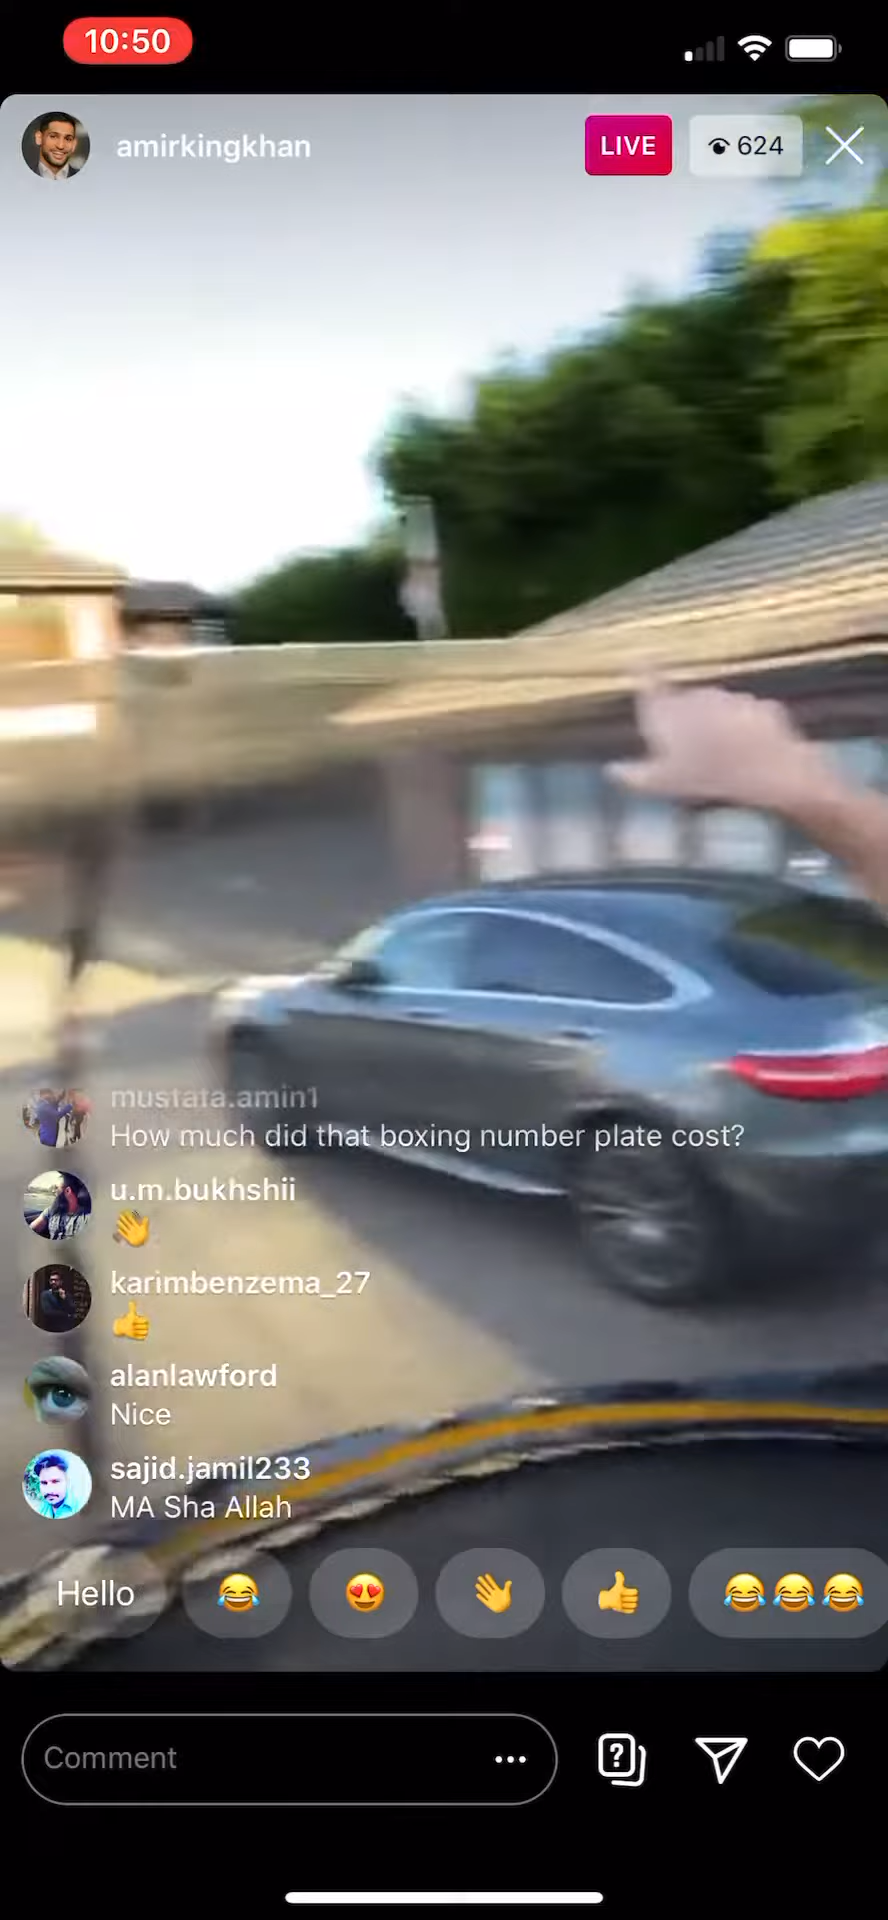 10:50
amirkingkhan
LIVE
624
mustafa.amin1
How much did that boxing number plate cost?
u.m.bukhshii
karimbenzema_27
alanlawford
Nice
sajid.jamil233
MA Sha Allah
Hello
Comment